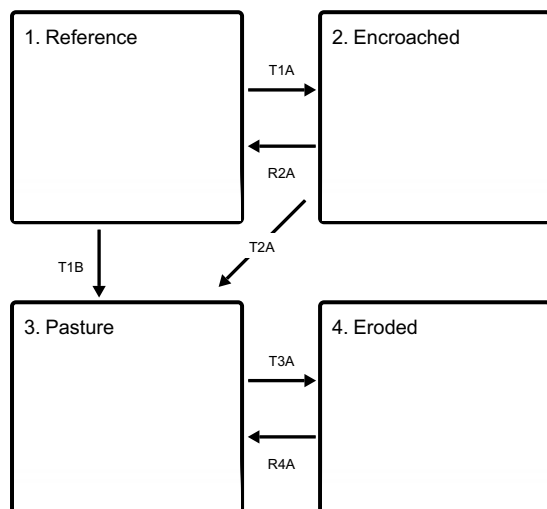 1. Reference
2. Encroached
T1A
R2A
T1B
T2A
3. Pasture
4. Eroded
T3A
R4A